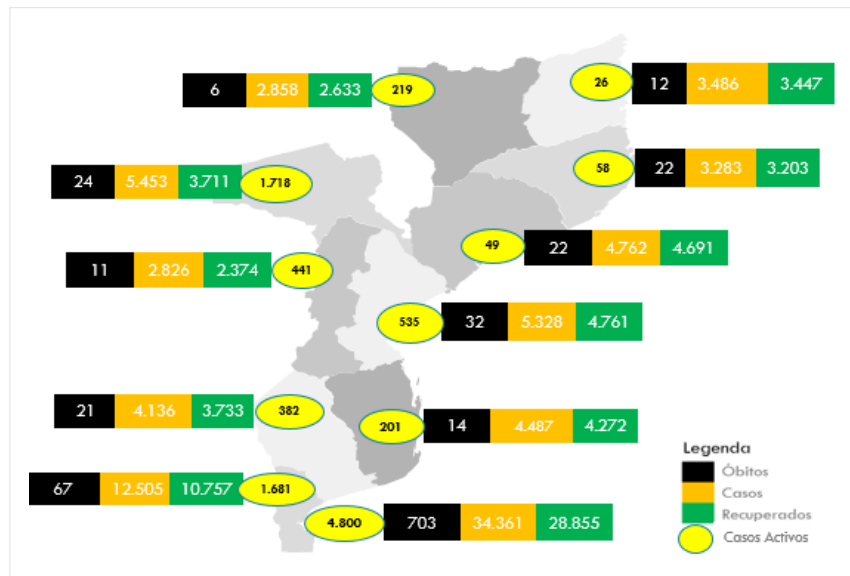 6 2.858 2.633 219
26 12 3.486 3.447
24 5.453 3.711 1.718
58 22 3.283 3.203
49 22 4.762 4.691
11 2.826 2.374 441
535 32 5.328 4.761
21 4.136 3.733 382
201 14 4.487 4.272
67 12.505 10.757 1.681
4.800 703 34.361 28.855
Legenda
Óbitos
Casos
Recuperados
Casos Activos